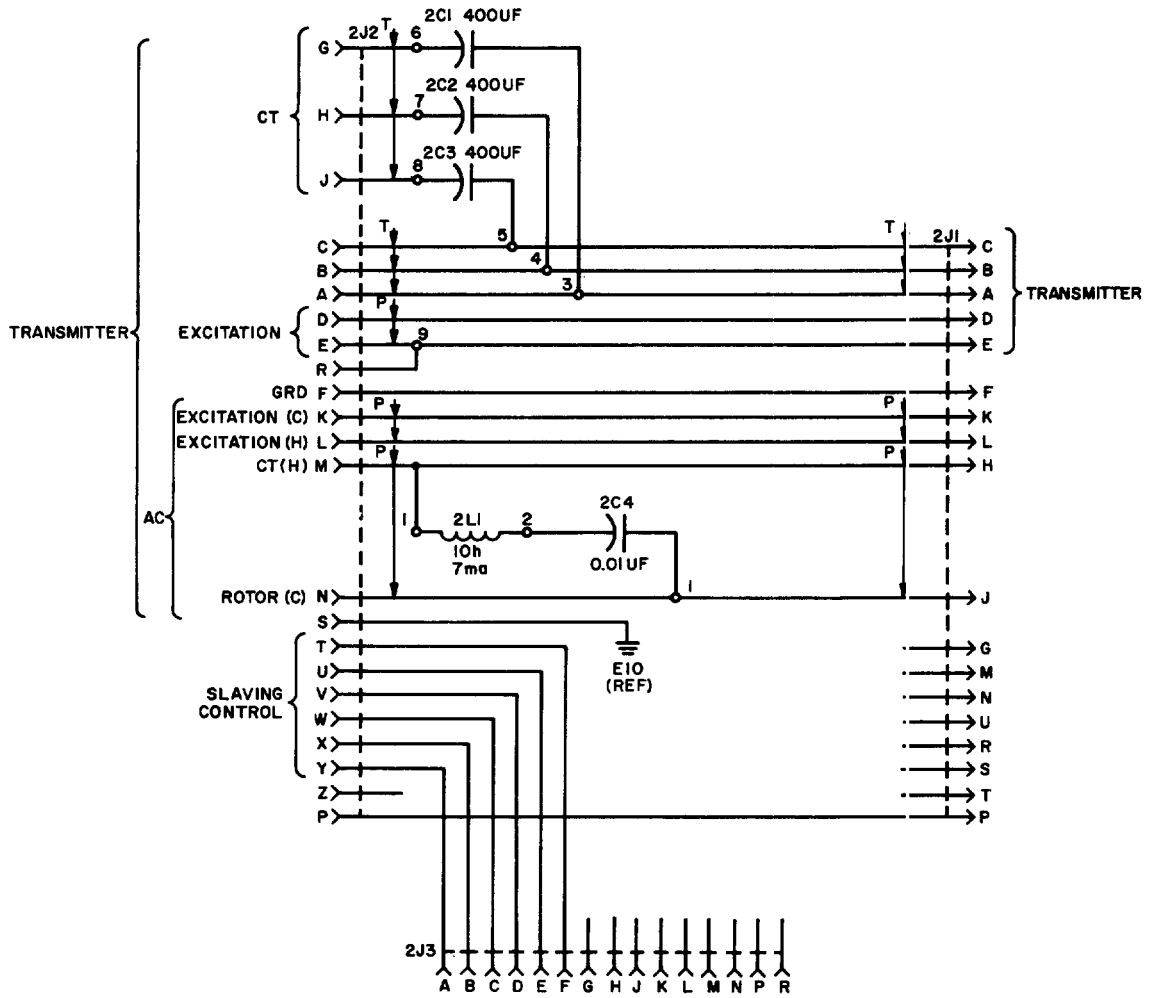 2C1 400UF
2J2 T 6
G
2C2 400UF
7
CT H
2C3 400UF
8
J
T T
5 2J1
C C
4
B B
3
A A
P
TRANSMITTER
D D
TRANSMITTER EXCITATION
9
E E
R
GRD F F
P P
EXCITATION (C) K K
EXCITATION (H) L L
P P
CT (H) M H
2C4
AC
1 2L1 2
10h
7ma 0.01UF
1
ROTOR (C) N J
S
T G
E10
(REF)
U M
SLAVING
CONTROL
V N
W U
X R
Y S
Z T
P P
2J3
A B C D E F G H J K L M N P R